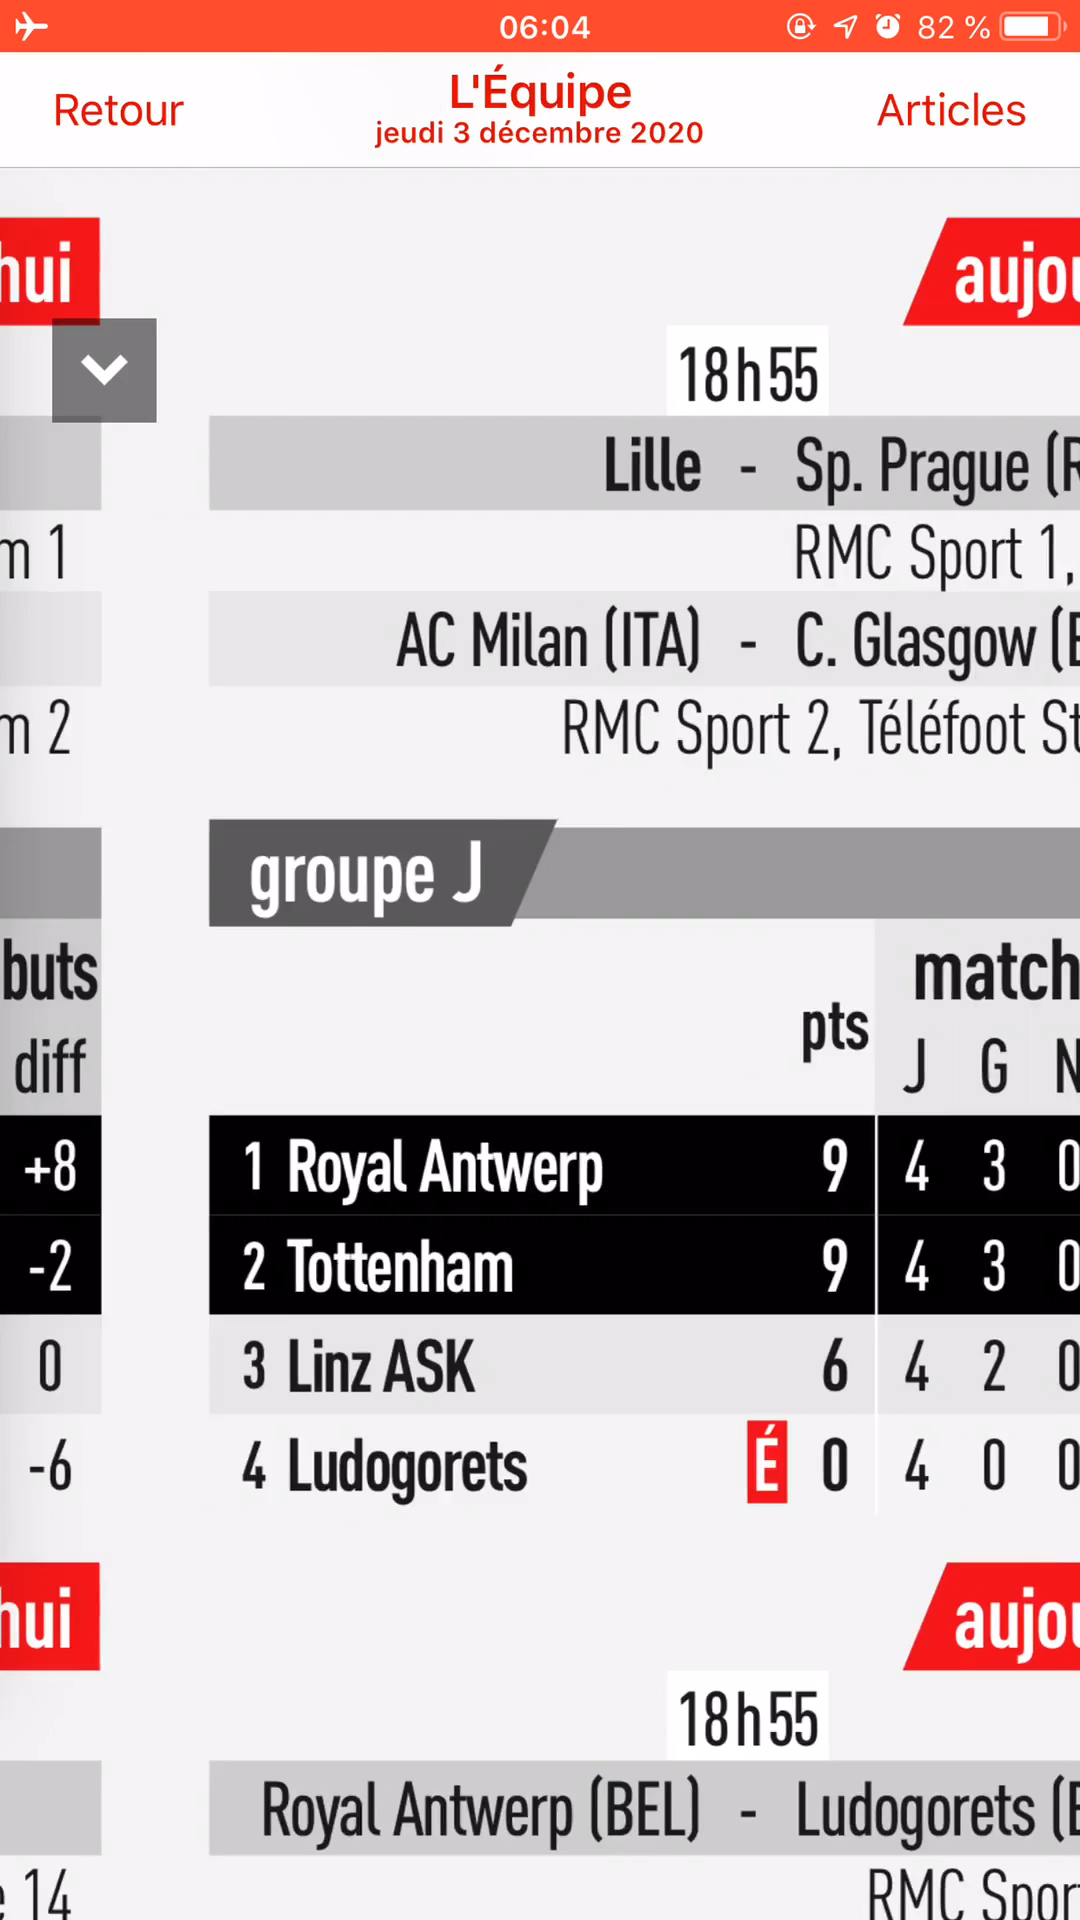 06:04 82 %
Retour L'Équipe Articles
jeudi 3 décembre 2020
hui aujou
18h55
Lille - Sp. Prague (R
m 1 RMC Sport 1,
AC Milan (ITA) - C. Glasgow (E
m 2 RMC Sport 2, Téléfoot St
groupe J
buts match
pts
diff J G N
+8 1 Royal Antwerp 9 4 3 0
-2 2 Tottenham 9 4 3 0
0 3 Linz ASK 6 4 2 0
-6 4 Ludogorets É 0 4 0 0
hui aujou
18h55
Royal Antwerp (BEL) - Ludogorets (B
e 14 RMC Spor